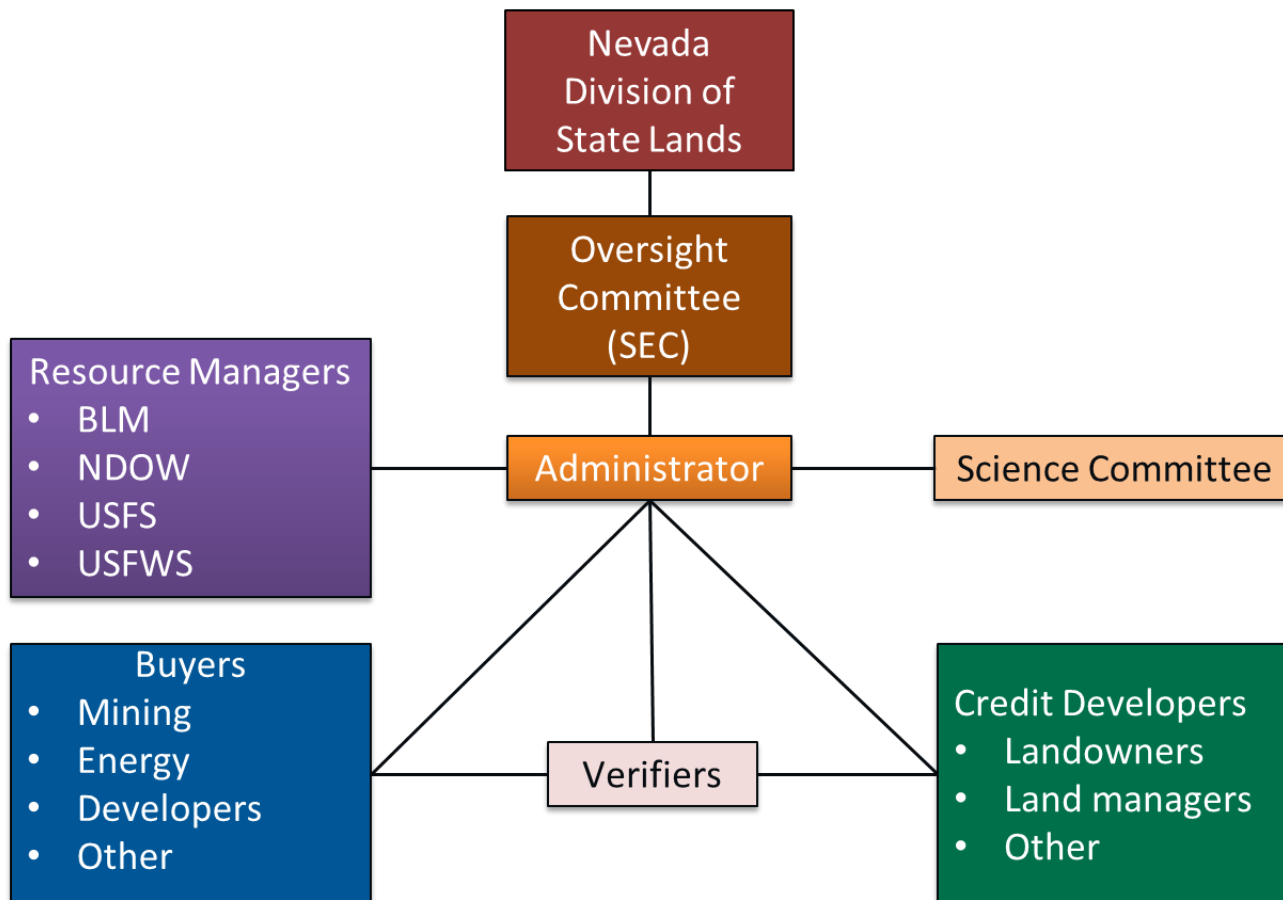 Nevada
Division of
State Lands
Oversight
Committee
(SEC)
Resource Managers
• BLM
• NDOW
• USFS
• USFWS
Administrator
Science Committee
Buyers
• Mining
• Energy
• Developers
• Other
Verifiers
Credit Developers
• Landowners
• Land managers
• Other